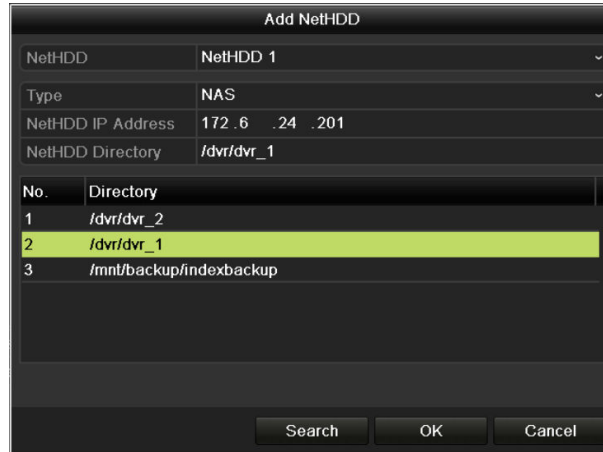 Add NetHDD
NetHDD NetHDD 1
Type NAS
NetHDD IP Address 172 .6 .24 .201
NetHDD Directory /dvr/dvr_1
No. Directory
1 /dvr/dvr_2
2 /dvr/dvr_1
3 /mnt/backup/indexbackup
Search OK Cancel